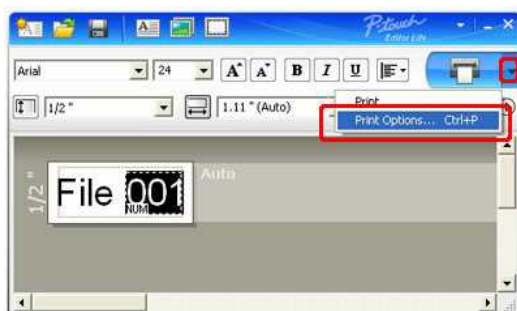 P-touch
Editor Lite
Arial 24 A A B I U
1/2 " 1.11 " (Auto)
Print
Print Options... Ctrl+P
1/2 "
File 001
NUM
Auto